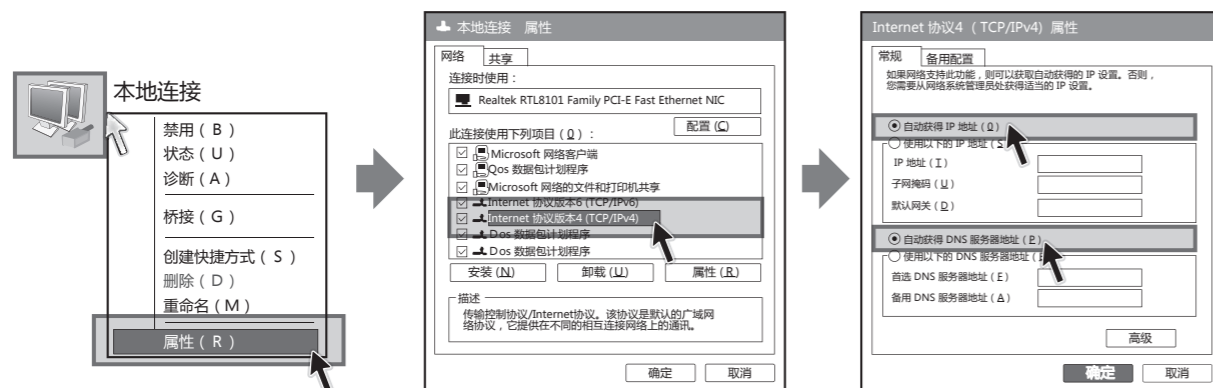 本地连接
禁用 ( B )
状态 ( U )
诊断 ( A )
桥接 ( G )
创建快捷方式 ( S )
删除 ( D )
重命名 ( M )
属性 ( R )
本地连接 属性
网络
共享
连接时使用：
Realtek RTL8101 Family PCI-E Fast Ethernet NIC
配置 (C)
此连接使用下列项目 ( O ) ：
Microsoft 网络客户端
Qos 数据包计划程序
Microsoft 网络的文件和打印机共享
Internet 协议版本6 (TCP/IPv6)
Internet 协议版本4 (TCP/IPv4)
Dos 数据包计划程序
Dos 数据包计划程序
安装 (N)
卸载 (U)
属性 (R)
描述
传输控制协议/Internet协议。该协议是默认的广域网
络协议，它提供在不同的相互连接网络上的通讯。
确定
取消
Internet 协议4 （ TCP/IPv4) 属性
常规
备用配置
如果网络支持此功能，则可以获取自动获得的 IP 设置。否则，
您需要从网络系统管理员处获得适当的 IP 设置。
自动获得 IP 地址 ( O )
使用以下的 IP 地址 ( S
IP 地址 ( I )
子网掩码 ( U )
默认网关 ( D )
自动获得 DNS 服务器地址 ( P )
使用以下的 DNS 服务器地址
首选 DNS 服务器地址 ( F )
备用 DNS 服务器地址 ( A )
高级
确定
取消